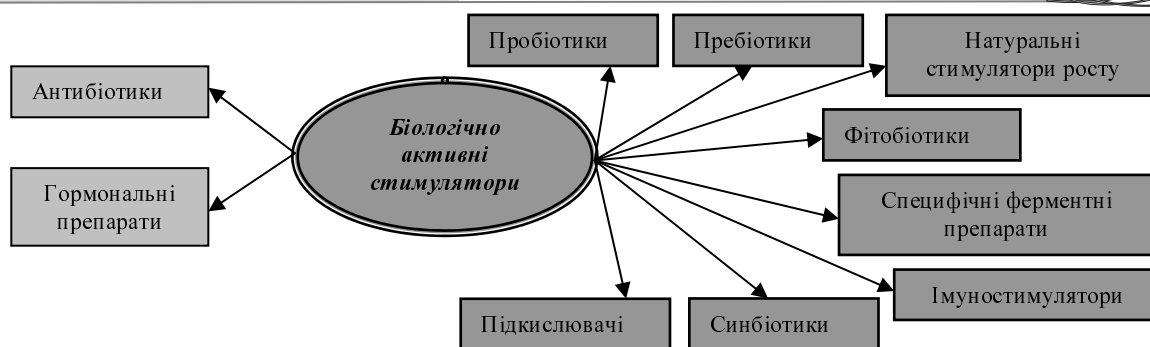 Пробіотики
Пребіотики
Натуральні
стимулятори росту
Антибіотики
Біологічно
активні
стимулятори
Фітобіотики
Гормональні
препарати
Специфічні ферментні
препарати
Імуностимулятори
Підкислювачі
Синбіотики